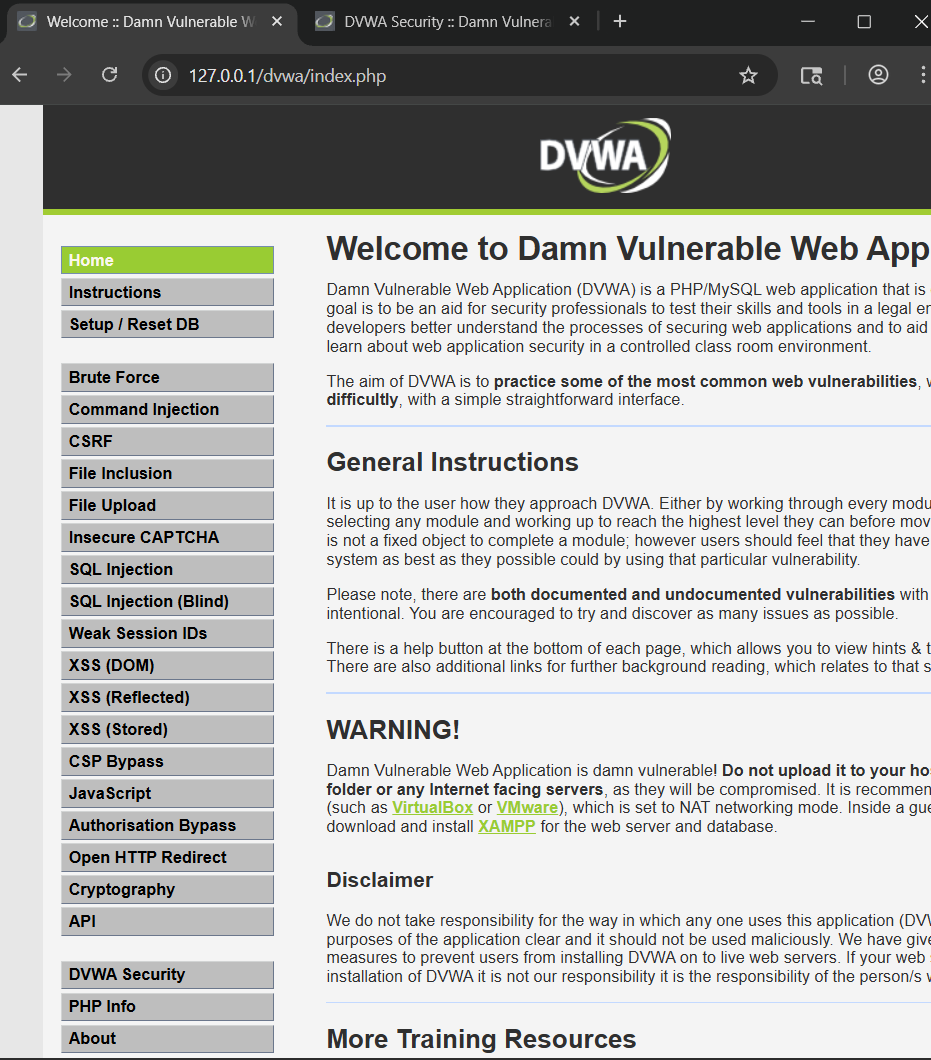 Welcome :: Damn Vulnerable W
DVWA Security :: Damn Vulnera
127.0.0.1/dvwa/index.php
DVWA
Home
Instructions
Setup / Reset DB
Brute Force
Command Injection
CSRF
File Inclusion
File Upload
Insecure CAPTCHA
SQL Injection
SQL Injection (Blind)
Weak Session IDs
XSS (DOM)
XSS (Reflected)
XSS (Stored)
CSP Bypass
JavaScript
Authorisation Bypass
Open HTTP Redirect
Cryptography
API
DVWA Security
PHP Info
About
Welcome to Damn Vulnerable Web App
Damn Vulnerable Web Application (DVWA) is a PHP/MySQL web application that is
goal is to be an aid for security professionals to test their skills and tools in a legal
developers better understand the processes of securing web applications and to aid
learn about web application security in a controlled class room environment.
The aim of DVWA is to practice some of the most common web vulnerabilities,
difficultly, with a simple straightforward interface.
General Instructions
It is up to the user how they approach DVWA. Either by working through every modu
selecting any module and working up to reach the highest level they can before mov
is not a fixed object to complete a module; however users should feel that they have
system as best as they possible could by using that particular vulnerability.
Please note, there are both documented and undocumented vulnerabilities with
intentional. You are encouraged to try and discover as many issues as possible.
There is a help button at the bottom of each page, which allows you to view hints & t
There are also additional links for further background reading, which relates to that s
WARNING!
Damn Vulnerable Web Application is damn vulnerable! Do not upload it to your ho
folder or any Internet facing servers, as they will be compromised. It is recommen
(such as VirtualBox or VMware), which is set to NAT networking mode. Inside a gue
download and install XAMPP for the web server and database.
Disclaimer
We do not take responsibility for the way in which any one uses this application (DV
purposes of the application clear and it should not be used maliciously. We have give
measures to prevent users from installing DVWA on to live web servers. If your web
installation of DVWA it is not our responsibility it is the responsibility of the person/s
More Training Resources